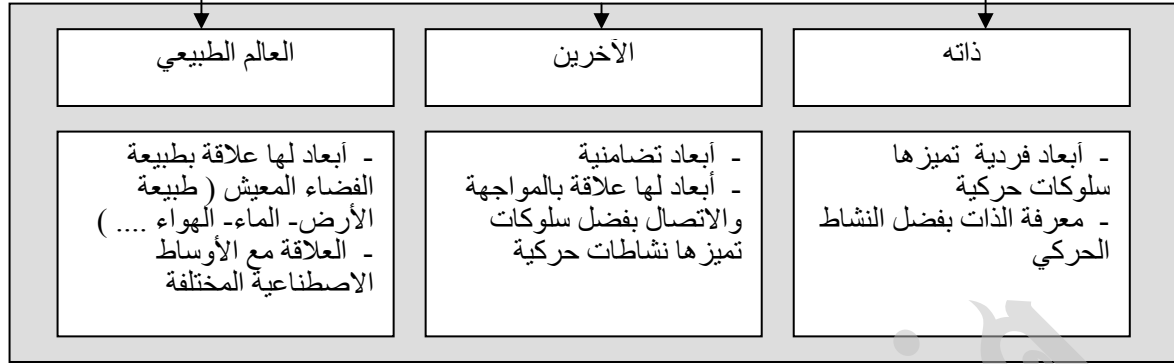 ذاته
الآخرين
العالم الطبيعي
- أبعاد فردية تميزها
سلوكات حركية
- معرفة الذات بفضل النشاط
الحركي
- أبعاد تضامنية
- أبعاد لها علاقة بالمواجهة
والاتصال بفضل سلوكات
تميزها نشاطات حركية
- أبعاد لها علاقة بطبيعة
الفضاء المعيش ( طبيعة
الأرض- الماء- الهواء .... )
- العلاقة مع الأوساط
الاصطناعية المختلفة